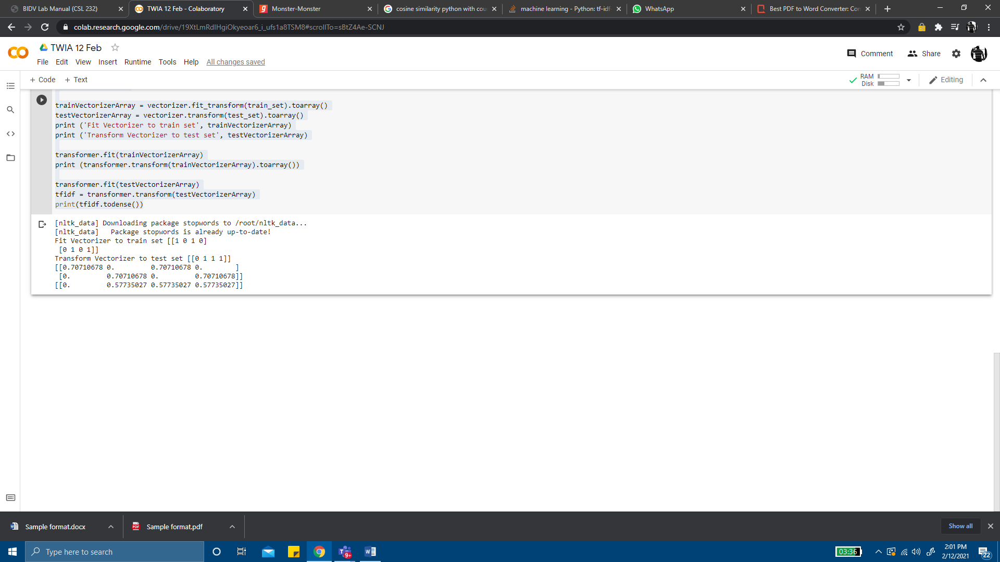 BIDV Lab Manual (CSL 232)
TWIA 12 Feb - Colaboratory
Monster-Monster
cosine similarity python with cou
machine learning - Python: tf-idf
WhatsApp
Best PDF to Word Converter: Con
colab.research.google.com/drive/19XtLmRdIHgiOkyeoar6_i_ufs1a8TSM8#scrollTo=sBtZ4Ae-SCNJ
TWIA 12 Feb
Comment
Share
File Edit View Insert Runtime Tools Help All changes saved
+ Code + Text
RAM
Disk
Editing
trainVectorizerArray = vectorizer.fit_transform(train_set).toarray()
testVectorizerArray = vectorizer.transform(test_set).toarray()
print ('Fit Vectorizer to train set', trainVectorizerArray)
print ('Transform Vectorizer to test set', testVectorizerArray)
transformer.fit(trainVectorizerArray)
print (transformer.transform(trainVectorizerArray).toarray())
transformer.fit(testVectorizerArray)
tfidf = transformer.transform(testVectorizerArray)
print(tfidf.todense())
[nltk_data] Downloading package stopwords to /root/nltk_data...
[nltk_data]   Package stopwords is already up-to-date!
Fit Vectorizer to train set [[1 0 1 0]
 [0 1 0 1]]
Transform Vectorizer to test set [[0 1 1 1]]
[[0.70710678 0.         0.70710678 0.        ]
 [0.         0.70710678 0.         0.70710678]]
[[0.         0.57735027 0.57735027 0.57735027]]
Sample format.docx
PDF
Sample format.pdf
Show all
Type here to search
9+
03:36
2:01 PM
2/12/2021
22